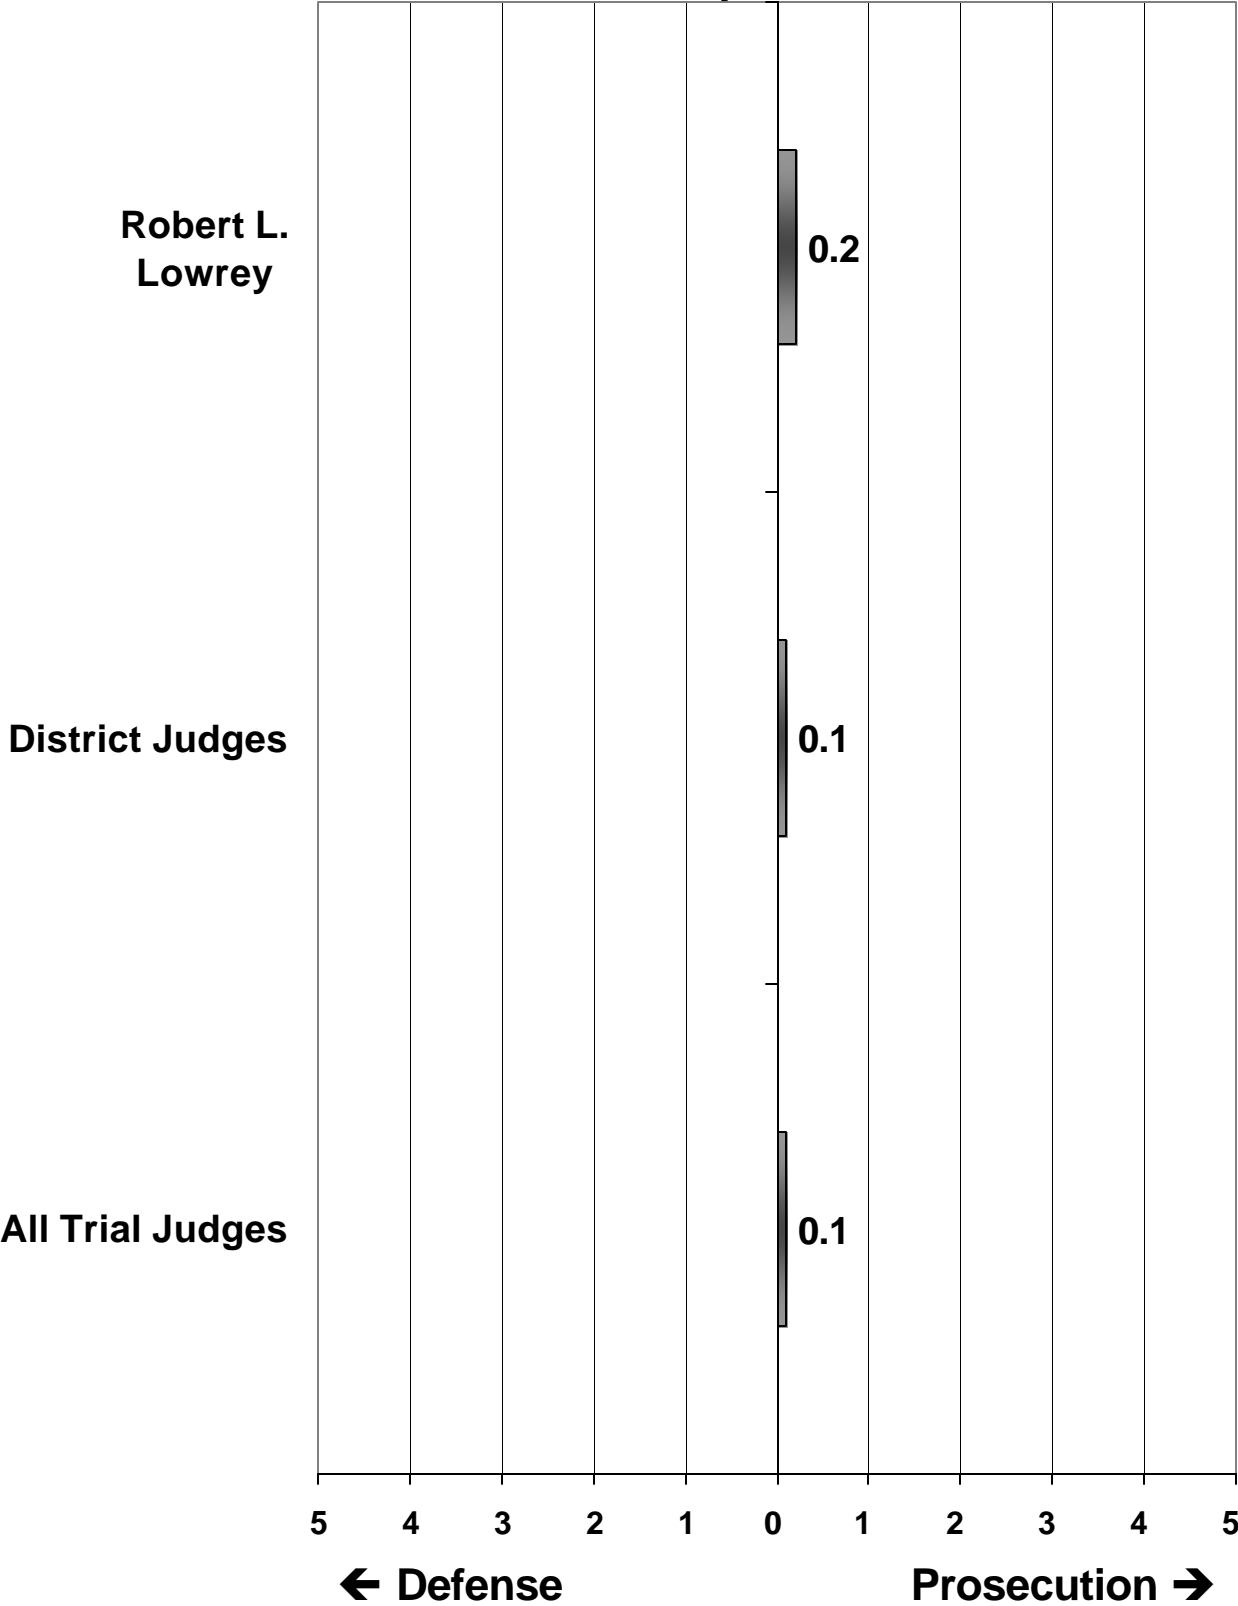 Robert L.
Lowrey
0.2
District Judges
0.1
All Trial Judges
0.1
5 4 3 2 1 0 1 2 3 4 5
← Defense Prosecution →